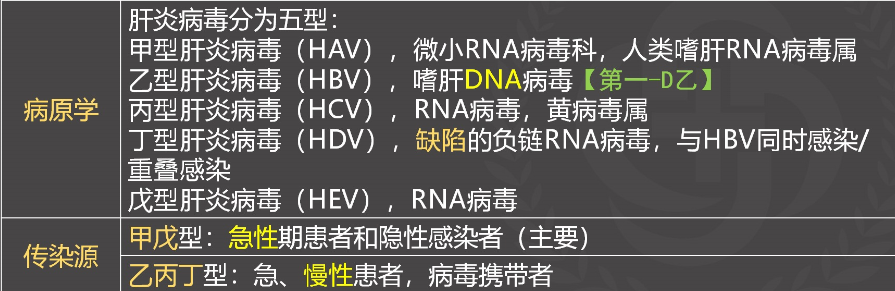 病原学
肝炎病毒分为五型：
甲型肝炎病毒（HAV），微小RNA病毒科，人类嗜肝RNA病毒属
乙型肝炎病毒（HBV），嗜肝DNA病毒【第一-D乙】
丙型肝炎病毒（HCV），RNA病毒，黄病毒属
丁型肝炎病毒（HDV），缺陷的负链RNA病毒，与HBV同时感染/
重叠感染
戊型肝炎病毒（HEV），RNA病毒
传染源
甲戊型：急性期患者和隐性感染者（主要）
乙丙丁型：急、慢性患者，病毒携带者